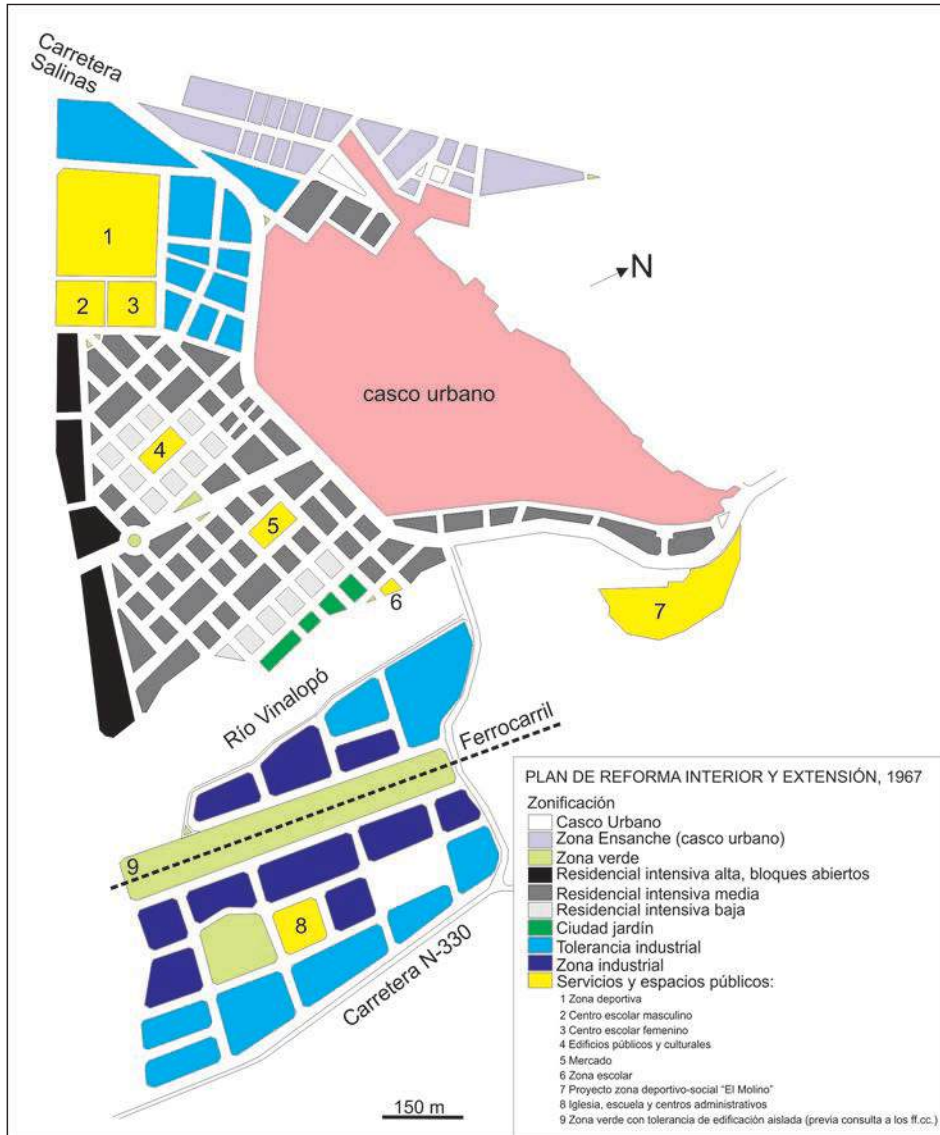 Carretera
Salinas
1
N
2
3
casco urbano
4
5
6
7
Río Vinalopó
Ferrocarril
9
8
Carretera N-330
150 m
PLAN DE REFORMA INTERIOR Y EXTENSIÓN, 1967
Zonificación
Casco Urbano
Zona Ensanche (casco urbano)
Zona verde
Residencial intensiva alta, bloques abiertos
Residencial intensiva media
Residencial intensiva baja
Ciudad jardín
Tolerancia industrial
Zona industrial
Servicios y espacios públicos:
1 Zona deportiva
2 Centro escolar masculino
3 Centro escolar femenino
4 Edificios públicos y culturales
5 Mercado
6 Zona escolar
7 Proyecto zona deportivo-social "El Molino"
8 Iglesia, escuela y centros administrativos
9 Zona verde con tolerancia de edificación aislada (previa consulta a los ff.cc.)